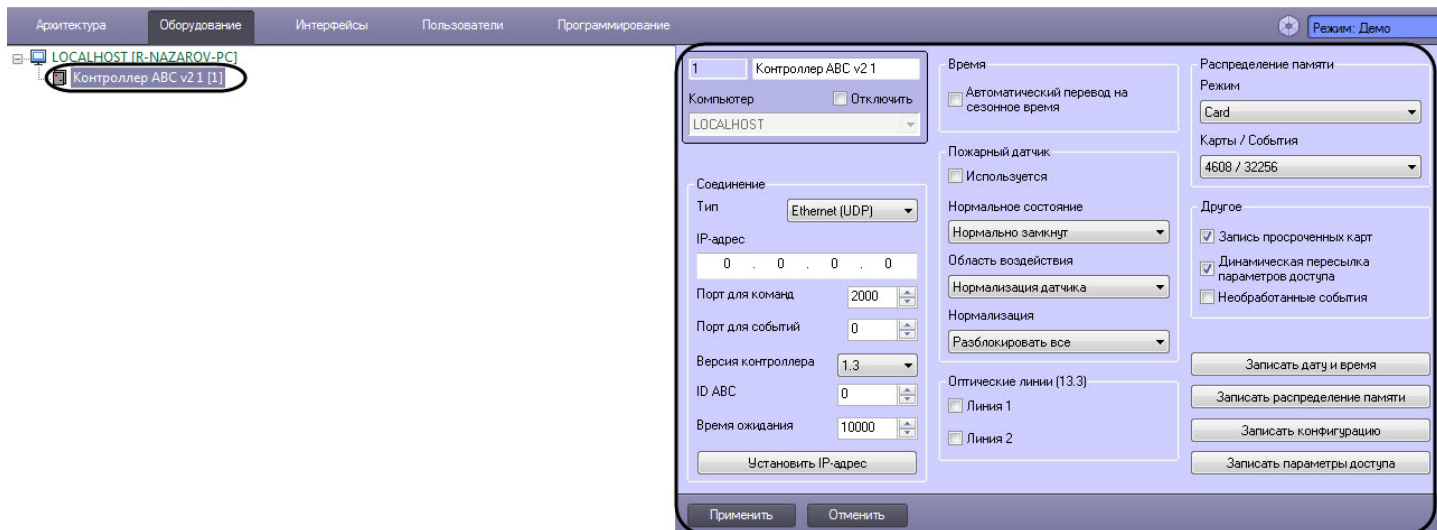 Архитектура
Оборудование
Интерфейсы
Пользователи
Программирование
Режим: Демо
LOCALHOST [R-NAZAROV-PC]
Контроллер ABC v2 1 [1]
1
Контроллер ABC v2 1
Компьютер
Отключить
LOCALHOST
Соединение
Тип
Ethernet (UDP)
IP-адрес
0 . 0 . 0 . 0
Порт для команд
2000
Порт для событий
0
Версия контроллера
1.3
ID ABC
0
Время ожидания
10000
Установить IP-адрес
Время
Автоматический перевод на
сезонное время
Пожарный датчик
Используется
Нормальное состояние
Нормально замкнут
Область воздействия
Нормализация датчика
Нормализация
Разблокировать все
Оптические линии (13.3)
Линия 1
Линия 2
Распределение памяти
Режим
Card
Карты / События
4608 / 32256
Другое
Запись просроченных карт
Динамическая пересылка
параметров доступа
Необработанные события
Записать дату и время
Записать распределение памяти
Записать конфигурацию
Записать параметры доступа
Применить
Отменить